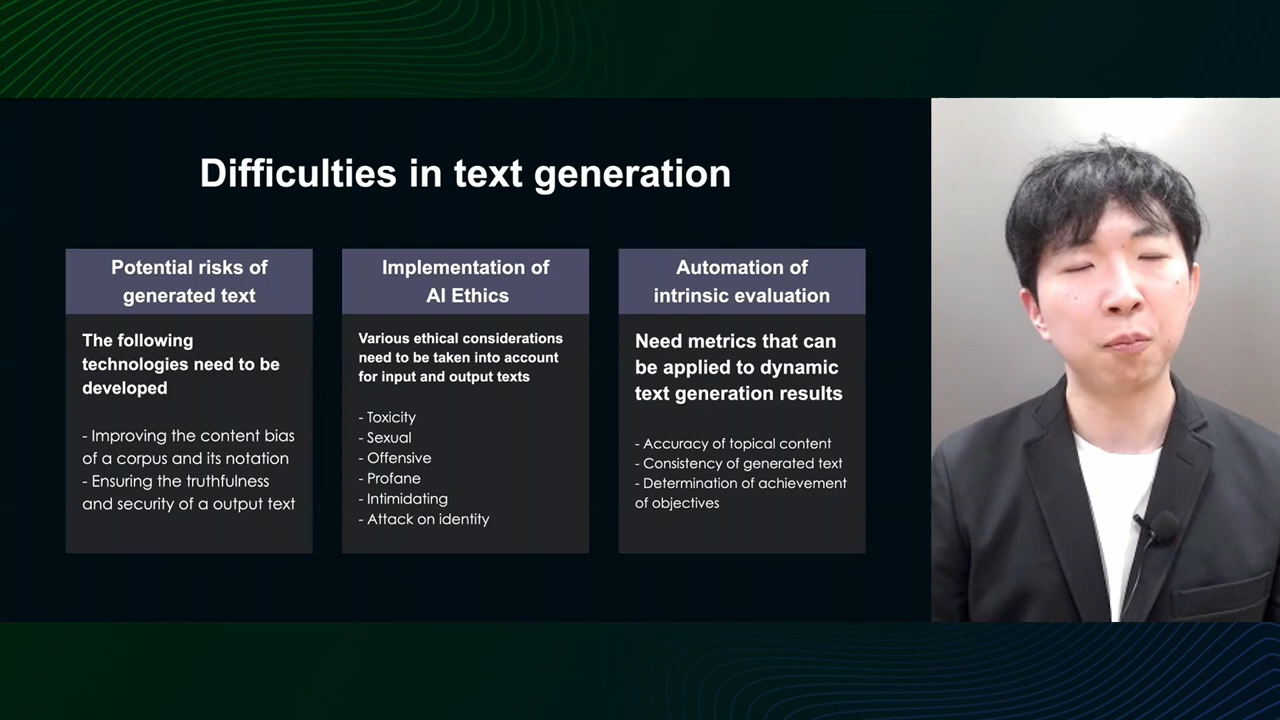 Difficulties in text generation
Potential risks of
generated text
The following
technologies need to be
developed
- Improving the content bias
of a corpus and its notation
- Ensuring the truthfulness
and security of a output text
Implementation of
AI Ethics
Various ethical considerations
need to be taken into account
for input and output texts
- Toxicity
- Sexual
- Offensive
- Profane
- Intimidating
- Attack on identity
Automation of
intrinsic evaluation
Need metrics that can
be applied to dynamic
text generation results
- Accuracy of topical content
- Consistency of generated text
- Determination of achievement
of objectives